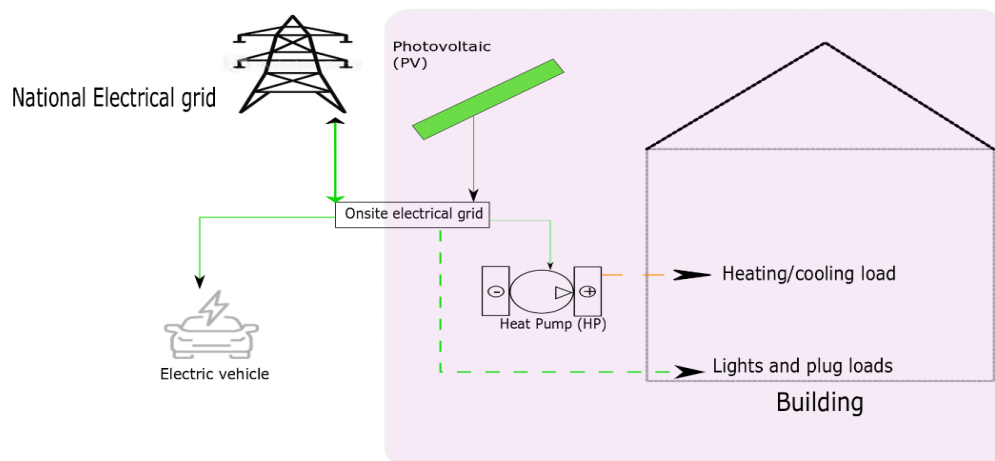 Photovoltaic
(PV)
National Electrical grid
Onsite electrical grid
Heating/cooling load
Heat Pump (HP)
Lights and plug loads
Electric vehicle
Building